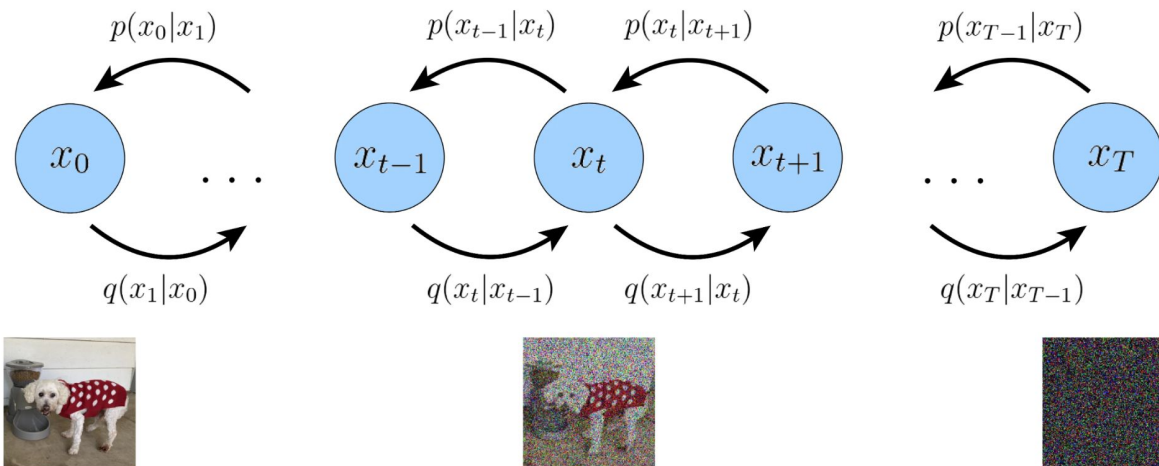 p(x_0|x_1) p(x_{t-1}|x_t) p(x_t|x_{t+1}) p(x_{T-1}|x_T)
x_0 ... x_{t-1} x_t x_{t+1} ... x_T
q(x_1|x_0) q(x_t|x_{t-1}) q(x_{t+1}|x_t) q(x_T|x_{T-1})